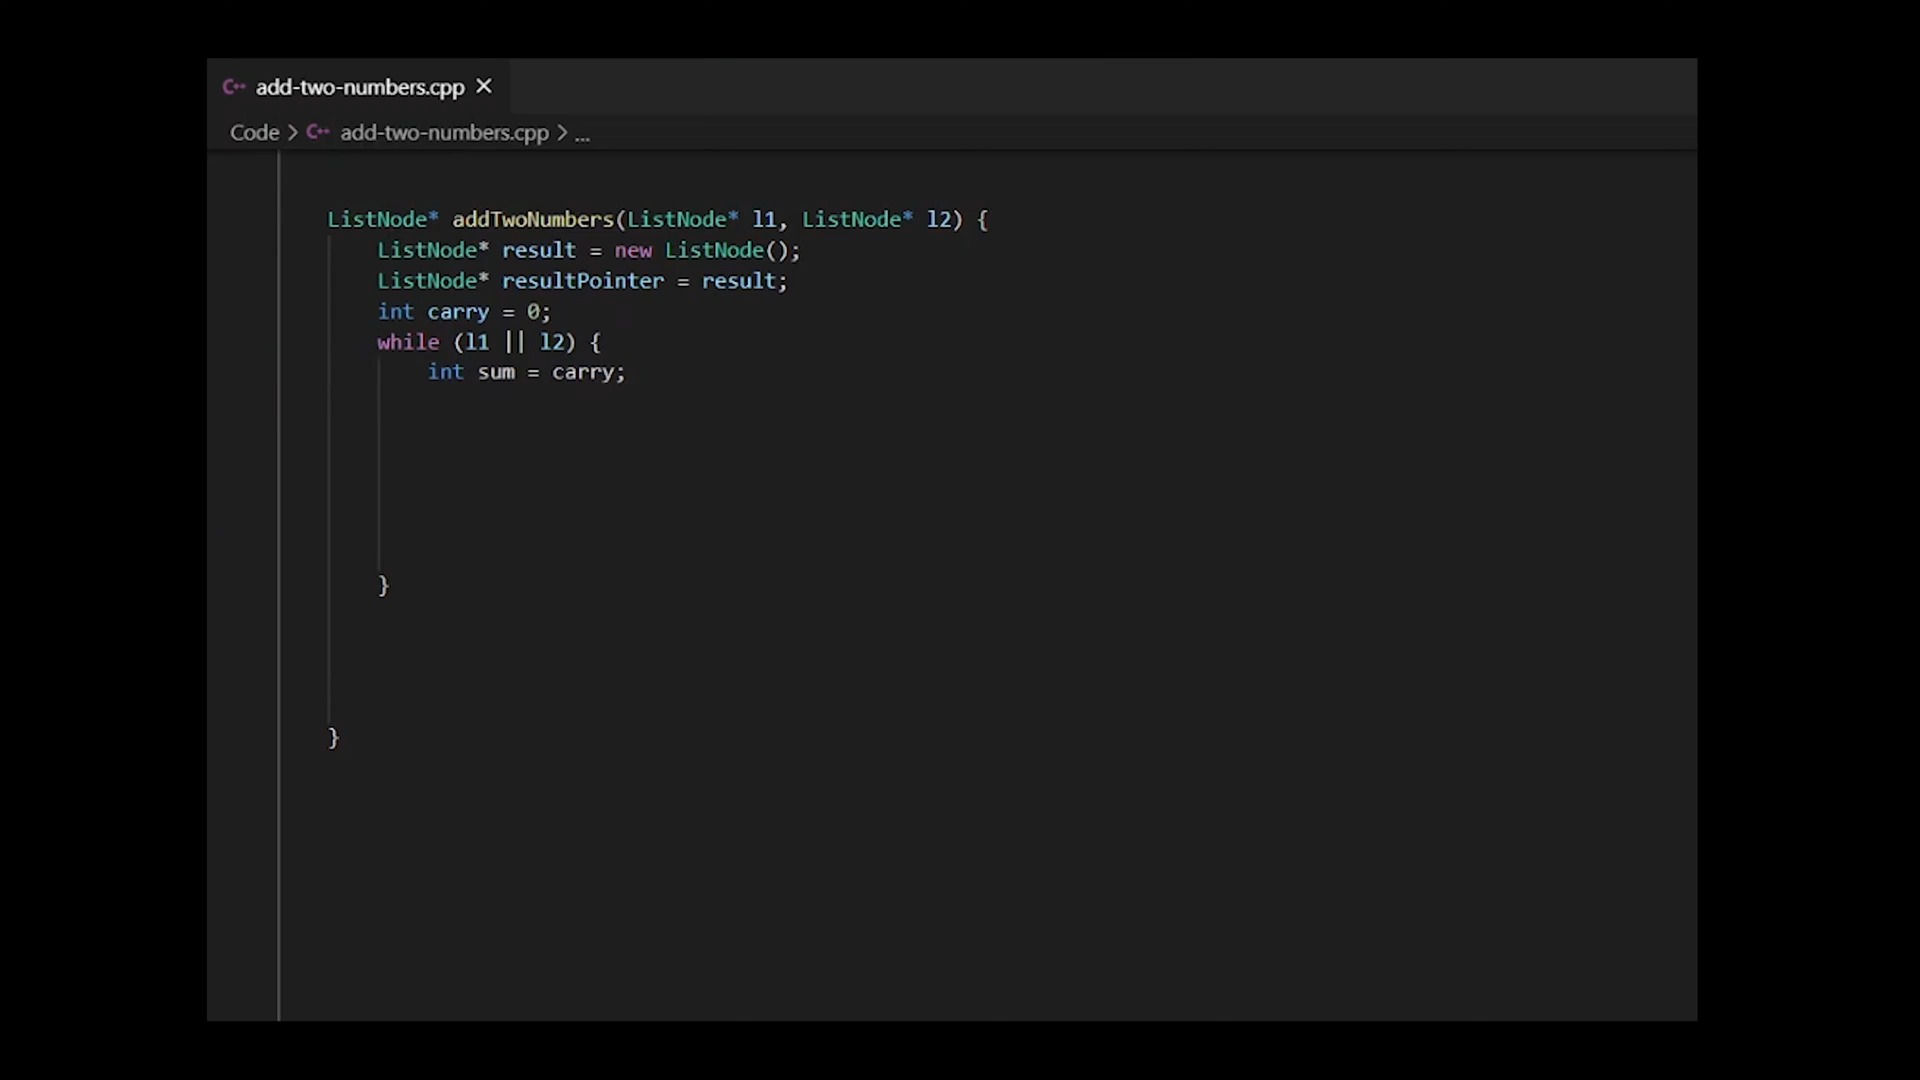 C++ add-two-numbers.cpp ×
Code > C++ add-two-numbers.cpp > ...
ListNode* addTwoNumbers(ListNode* l1, ListNode* l2) {
ListNode* result = new ListNode();
ListNode* resultPointer = result;
int carry = 0;
while (l1 || l2) {
int sum = carry;
}
}